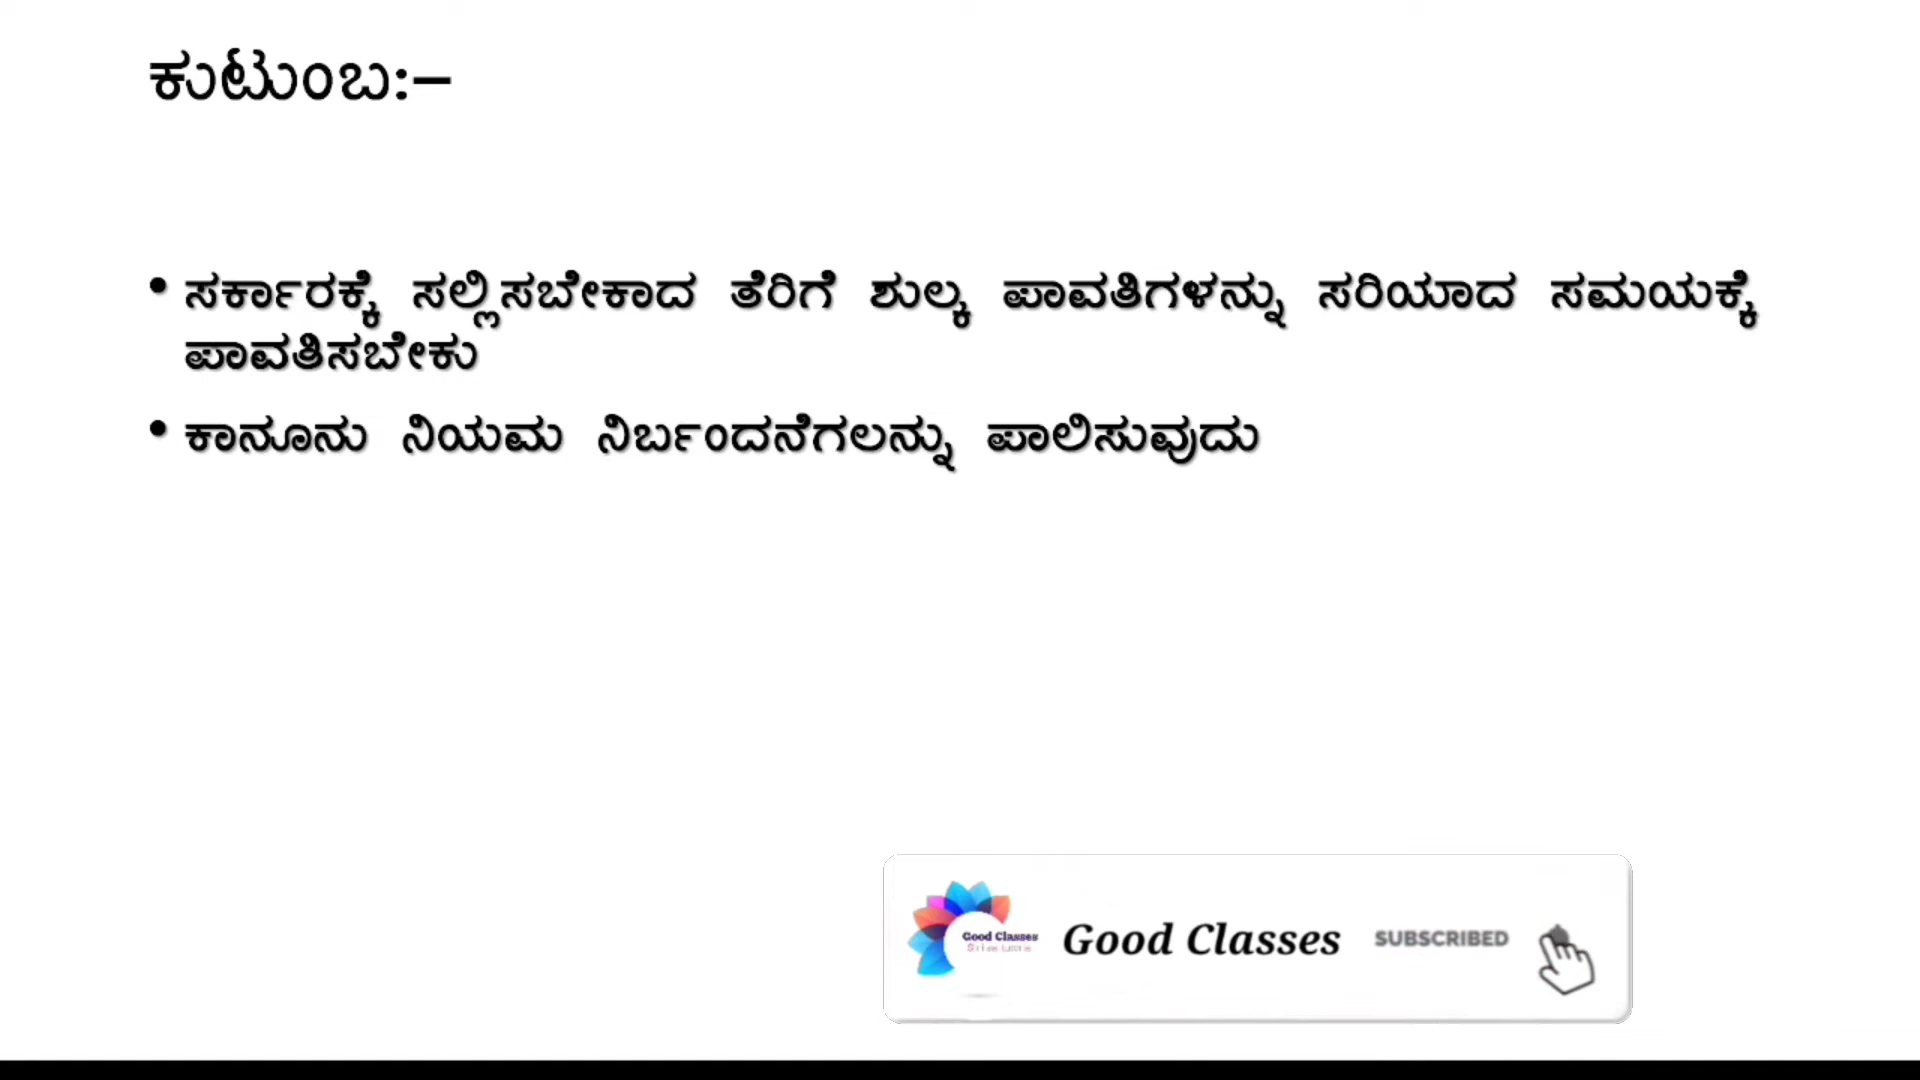 ಕುಟುಂಬ:–
• ಸರ್ಕಾರಕ್ಕೆ ಸಲ್ಲಿಸಬೇಕಾದ ತೆರಿಗೆ ಶುಲ್ಕ ಪಾವತಿಗಳನ್ನು ಸರಿಯಾದ ಸಮಯಕ್ಕೆ
ಪಾವತಿಸಬೇಕು
• ಕಾನೂನು ನಿಯಮ ನಿರ್ಬಂದನೆಗಲನ್ನು ಪಾಲಿಸುವುದು
Good Classes
Good Classes SUBSCRIBED